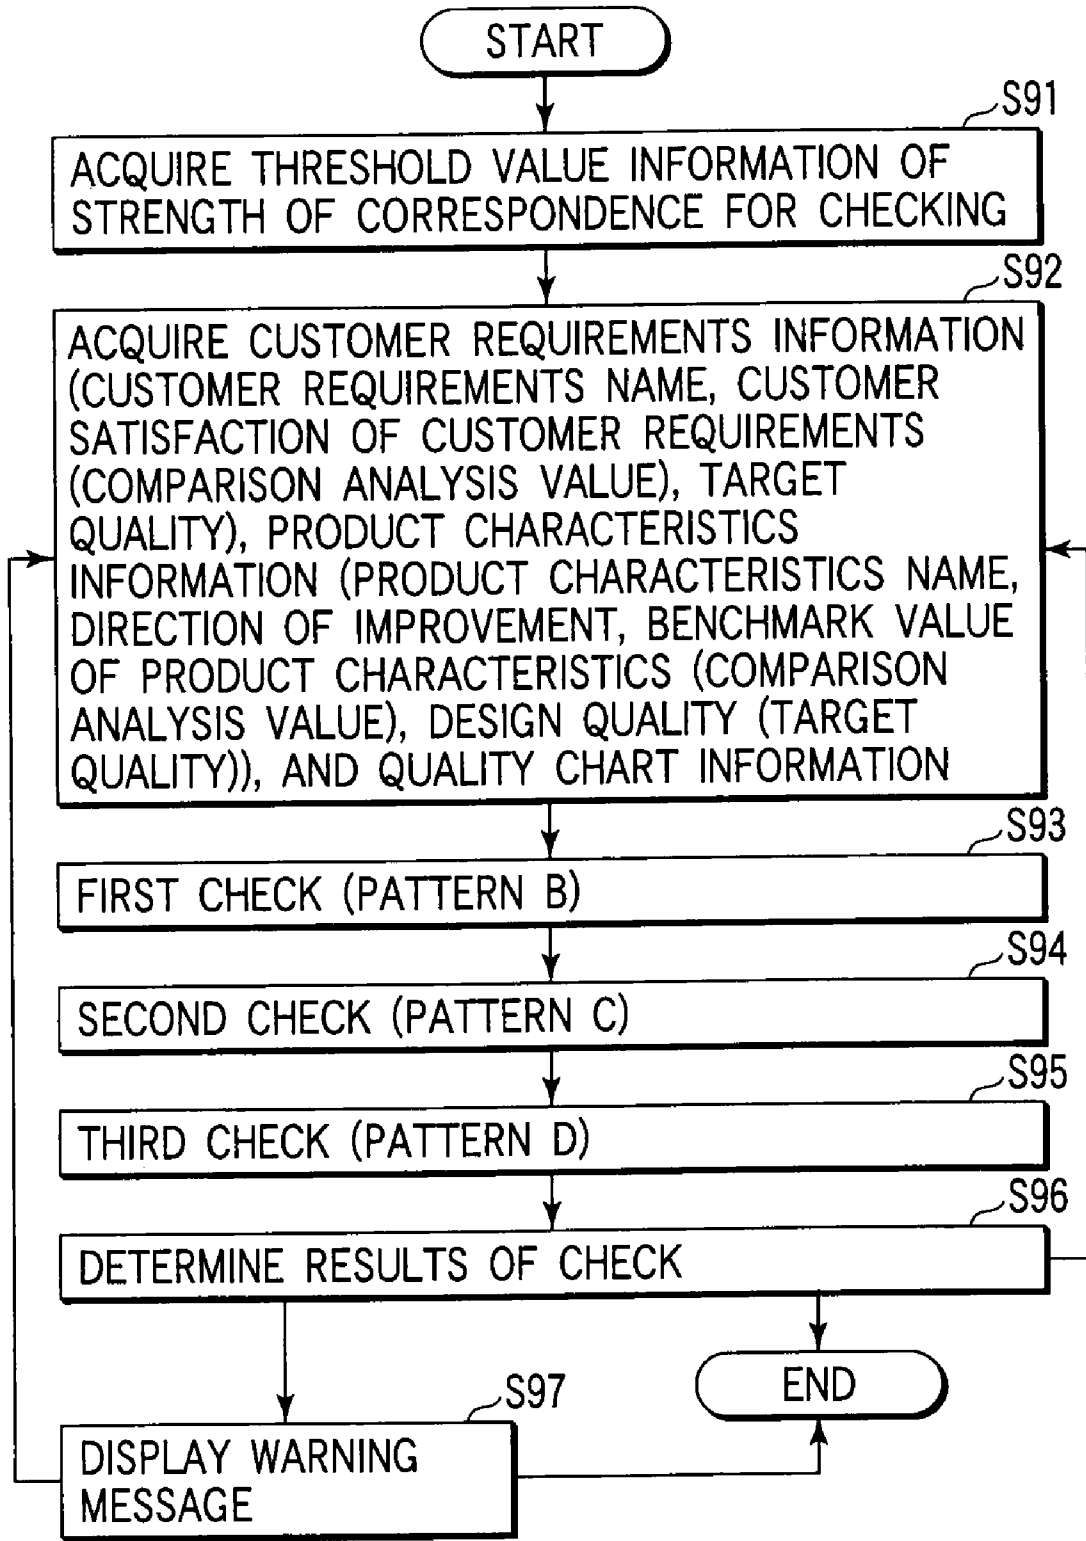 START
S91
ACQUIRE THRESHOLD VALUE INFORMATION OF
STRENGTH OF CORRESPONDENCE FOR CHECKING
S92
ACQUIRE CUSTOMER REQUIREMENTS INFORMATION
(CUSTOMER REQUIREMENTS NAME, CUSTOMER
SATISFACTION OF CUSTOMER REQUIREMENTS
(COMPARISON ANALYSIS VALUE), TARGET
QUALITY), PRODUCT CHARACTERISTICS
INFORMATION (PRODUCT CHARACTERISTICS NAME,
DIRECTION OF IMPROVEMENT, BENCHMARK VALUE
OF PRODUCT CHARACTERISTICS (COMPARISON
ANALYSIS VALUE), DESIGN QUALITY (TARGET
QUALITY)), AND QUALITY CHART INFORMATION
S93
FIRST CHECK (PATTERN B)
S94
SECOND CHECK (PATTERN C)
S95
THIRD CHECK (PATTERN D)
S96
DETERMINE RESULTS OF CHECK
END
S97
DISPLAY WARNING
MESSAGE